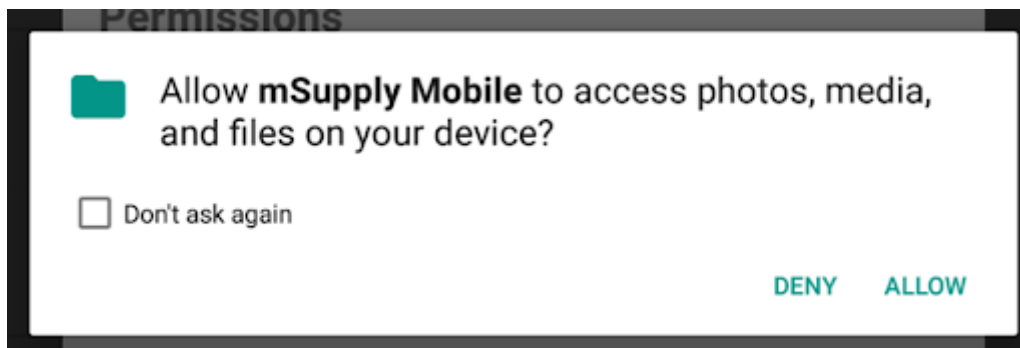 Permissions
Allow mSupply Mobile to access photos, media,
and files on your device?
Don't ask again
DENY ALLOW